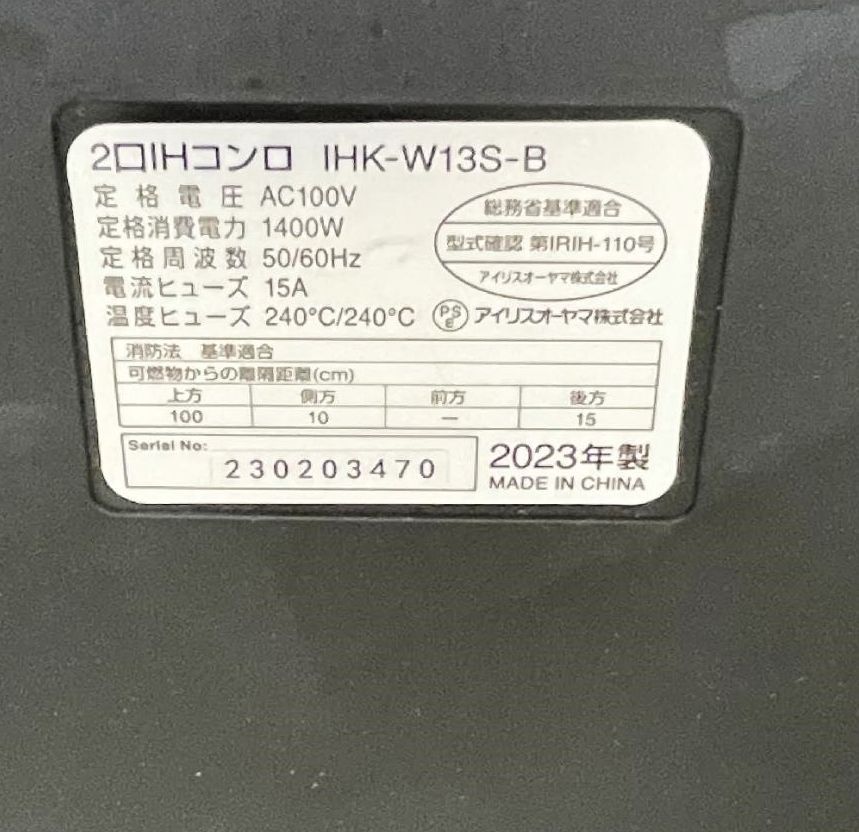 2口IHコンロ IHK-W13S-B
定格電圧 AC100V
定格消費電力 1400W
定格周波数 50/60Hz
電流ヒューズ 15A
温度ヒューズ 240°C/240°C
総務省基準適合
型式確認 第IRIH-110号
アイリスオーヤマ株式会社
PSE アイリスオーヤマ株式会社
消防法 基準適合
可燃物からの離隔距離(cm)
上方 側方 前方 後方
100 10 — 15
Serial No:
230203470
2023年製
MADE IN CHINA